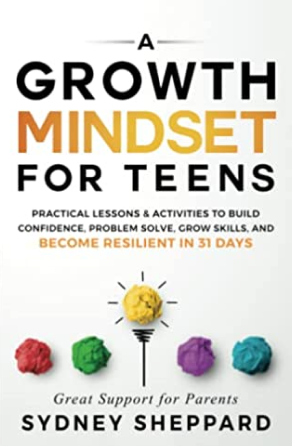 A
GROWTH
MINDSET
FOR TEENS
PRACTICAL LESSONS & ACTIVITIES TO BUILD
CONFIDENCE, PROBLEM SOLVE, GROW SKILLS, AND
BECOME RESILIENT IN 31 DAYS
Great Support for Parents
SYDNEY SHEPPARD